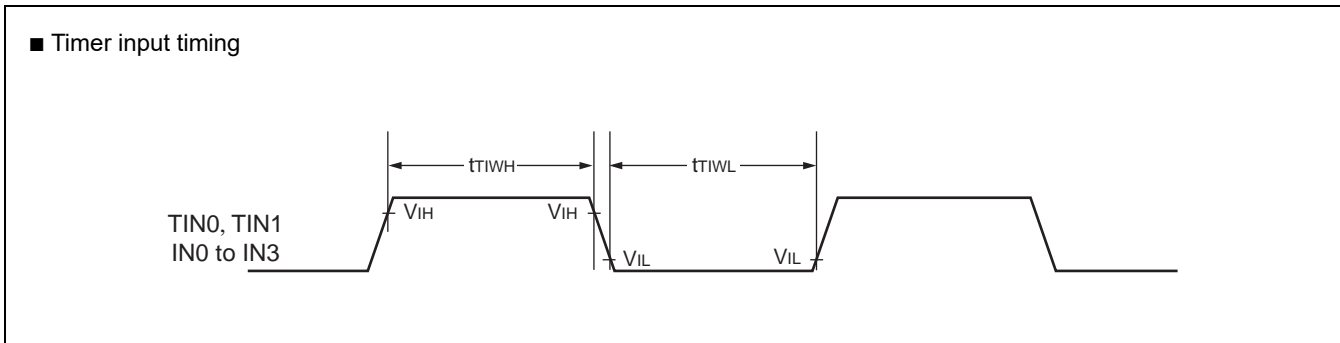 ■ Timer input timing
tTIWH
tTIWL
TIN0, TIN1
IN0 to IN3
VIH
VIH
VIL
VIL